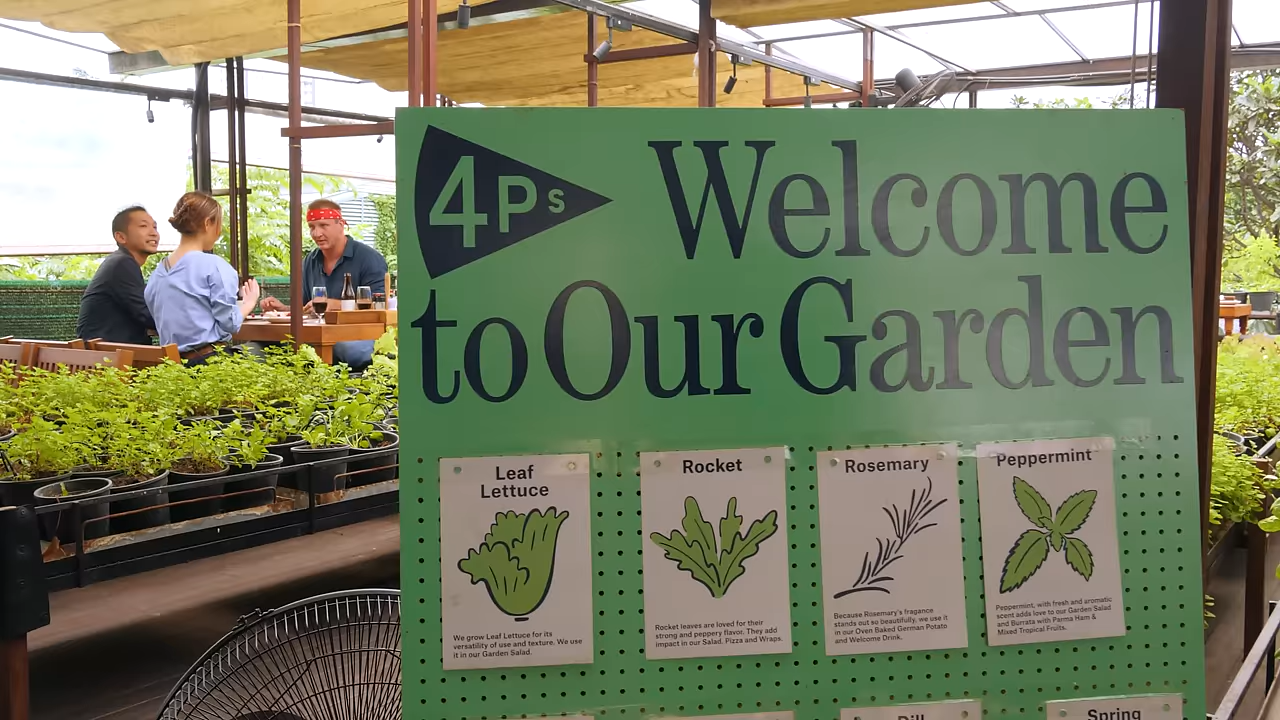 4Ps
Welcome
to Our Garden
Leaf
Lettuce
We grow Leaf Lettuce for its
versatility of use and texture. We use
it in our Garden Salad.
Rocket
Rocket leaves are loved for their
strong and peppery flavor. They add
impact in our Salad, Pizza and Wraps.
Rosemary
Because Rosemary's fragance
stands out so beautifully, we use it
in our Oven Baked German Potato
and Welcome Drink.
Peppermint
Peppermint, with fresh and aromatic
scent adds love to our Garden Salad
and Burrata with Parma Ham &
Mixed Tropical Fruits.
Dill
Spring